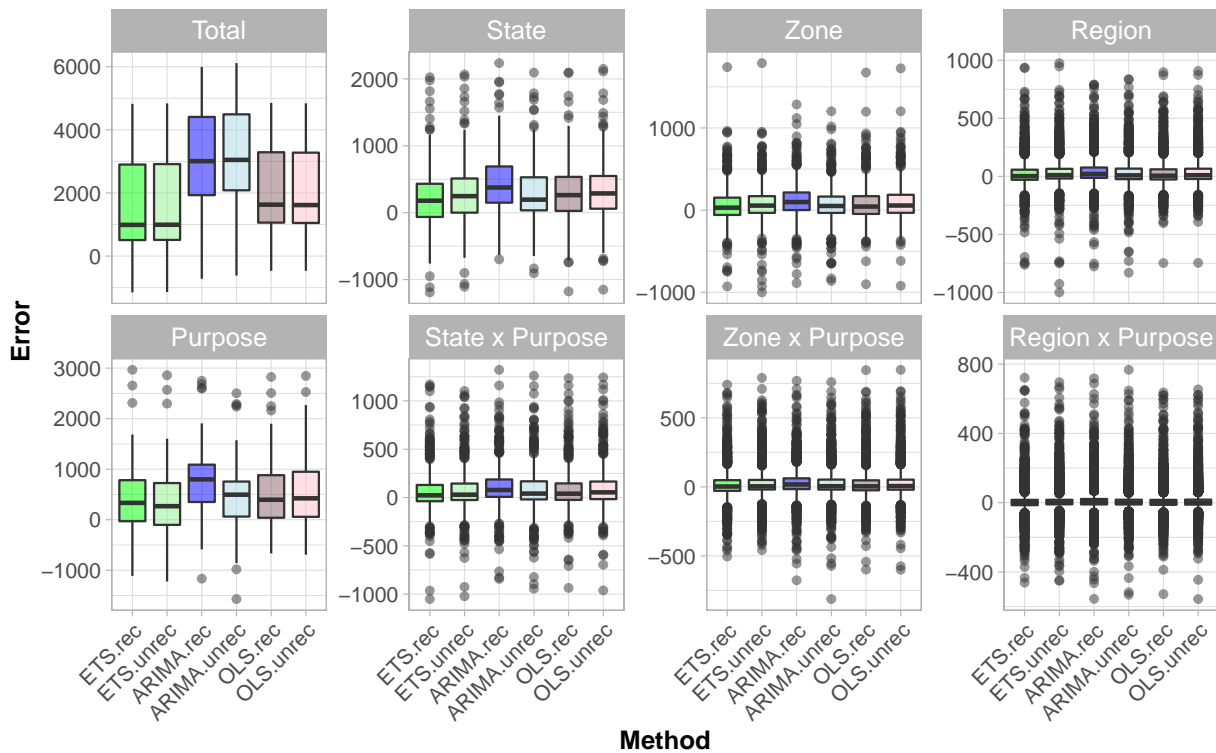 Total
State
Zone
Region
6000
4000
2000
0
2000
1000
0
−1000
1000
0
−1000
1000
500
0
−500
−1000
Purpose
State x Purpose
Zone x Purpose
Region x Purpose
3000
2000
1000
0
−1000
1000
500
0
−500
−1000
500
0
−500
800
400
0
−400
Error
ETS.rec
ETS.unrec
ARIMA.rec
ARIMA.unrec
OLS.rec
OLS.unrec
ETS.rec
ETS.unrec
ARIMA.rec
ARIMA.unrec
OLS.rec
OLS.unrec
ETS.rec
ETS.unrec
ARIMA.rec
ARIMA.unrec
OLS.rec
OLS.unrec
ETS.rec
ETS.unrec
ARIMA.rec
ARIMA.unrec
OLS.rec
OLS.unrec
Method